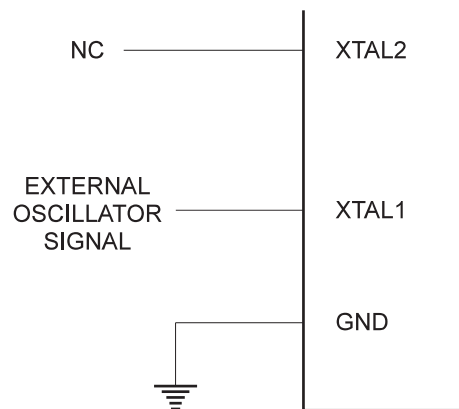 NC
XTAL2
EXTERNAL
OSCILLATOR
SIGNAL
XTAL1
GND